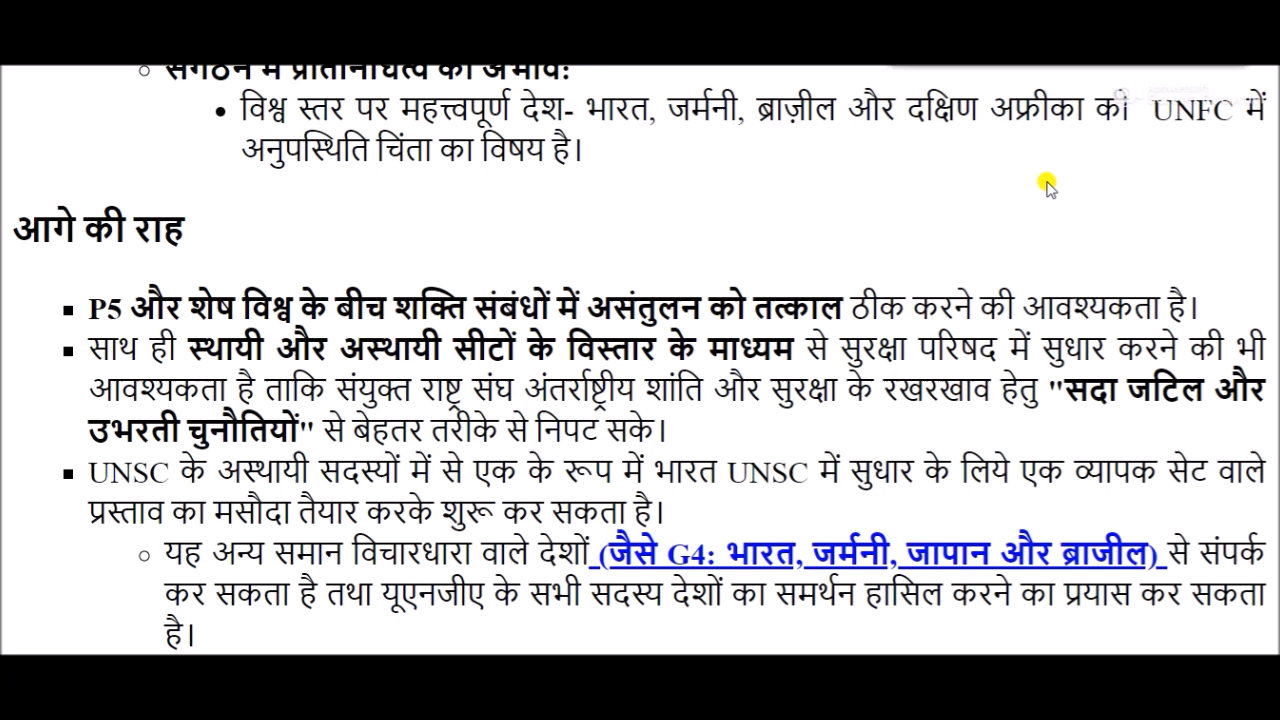 संगठन में प्रतिनिधित्व का अभाव:
विश्व स्तर पर महत्त्वपूर्ण देश- भारत, जर्मनी, ब्राज़ील और दक्षिण अफ्रीका की UNFC में
अनुपस्थिति चिंता का विषय है।
आगे की राह
P5 और शेष विश्व के बीच शक्ति संबंधों में असंतुलन को तत्काल ठीक करने की आवश्यकता है।
साथ ही स्थायी और अस्थायी सीटों के विस्तार के माध्यम से सुरक्षा परिषद में सुधार करने की भी
आवश्यकता है ताकि संयुक्त राष्ट्र संघ अंतर्राष्ट्रीय शांति और सुरक्षा के रखरखाव हेतु "सदा जटिल और
उभरती चुनौतियों" से बेहतर तरीके से निपट सके।
UNSC के अस्थायी सदस्यों में से एक के रूप में भारत UNSC में सुधार के लिये एक व्यापक सेट वाले
प्रस्ताव का मसौदा तैयार करके शुरू कर सकता है।
यह अन्य समान विचारधारा वाले देशों (जैसे G4: भारत, जर्मनी, जापान और ब्राजील) से संपर्क
कर सकता है तथा यूएनजीए के सभी सदस्य देशों का समर्थन हासिल करने का प्रयास कर सकता
है।